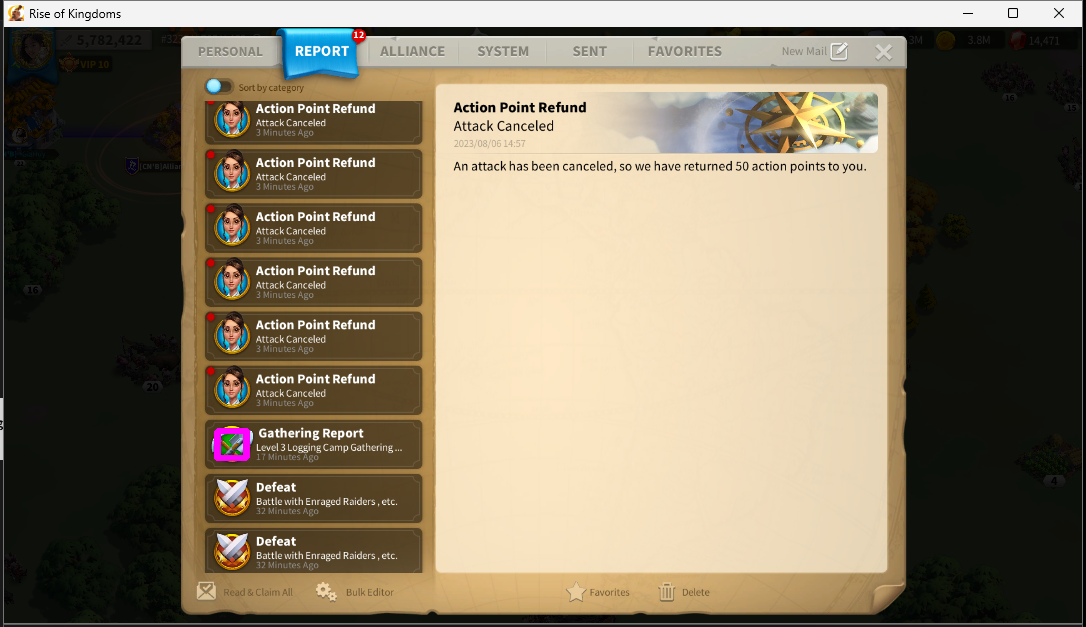 Rise of Kingdoms
5,782,422
VIP 10
3.8M
14,471
PERSONAL
REPORT
12
ALLIANCE
SYSTEM
SENT
FAVORITES
New Mail
Sort by category
Action Point Refund
Attack Canceled
3 Minutes Ago
Action Point Refund
Attack Canceled
3 Minutes Ago
Action Point Refund
Attack Canceled
3 Minutes Ago
Action Point Refund
Attack Canceled
3 Minutes Ago
Action Point Refund
Attack Canceled
3 Minutes Ago
Action Point Refund
Attack Canceled
3 Minutes Ago
Gathering Report
Level 3 Logging Camp Gathering ...
17 Minutes Ago
Defeat
Battle with Enraged Raiders , etc.
32 Minutes Ago
Defeat
Battle with Enraged Raiders , etc.
32 Minutes Ago
Action Point Refund
Attack Canceled
2023/08/06 14:57
An attack has been canceled, so we have returned 50 action points to you.
Read & Claim All
Bulk Editor
Favorites
Delete
16
16
20
4